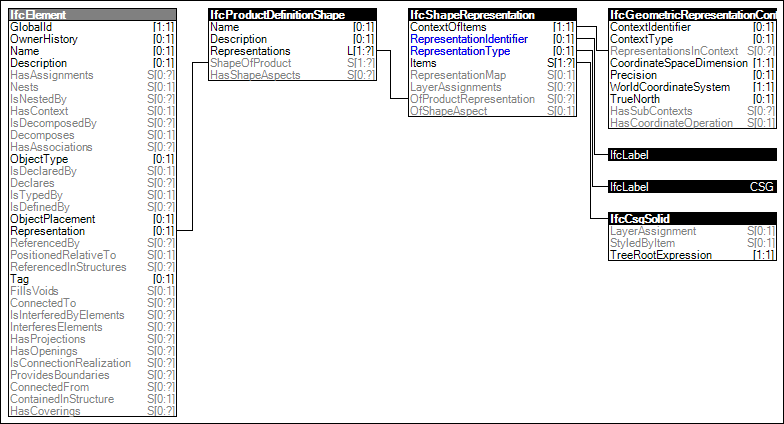 IfcElement
GlobalId [1:1]
OwnerHistory [0:1]
Name [0:1]
Description [0:1]
HasAssignments S[0:?]
Nests S[0:1]
IsNestedBy S[0:?]
HasContext S[0:1]
IsDecomposedBy S[0:?]
Decomposes S[0:1]
HasAssociations S[0:?]
ObjectType [0:1]
IsDeclaredBy S[0:1]
Declares S[0:?]
IsTypedBy S[0:1]
IsDefinedBy S[0:?]
ObjectPlacement [0:1]
Representation [0:1]
ReferencedBy S[0:?]
PositionedRelativeTo S[0:1]
ReferencedInStructures S[0:?]
Tag [0:1]
FillsVoids S[0:1]
ConnectedTo S[0:?]
IsInterferedByElements S[0:?]
InterferesElements S[0:?]
HasProjections S[0:?]
HasOpenings S[0:?]
IsConnectionRealization S[0:?]
ProvidesBoundaries S[0:?]
ConnectedFrom S[0:?]
ContainedInStructure S[0:1]
HasCoverings S[0:?]
IfcProductDefinitionShape
Name [0:1]
Description [0:1]
Representations L[1:?]
ShapeOfProduct S[1:?]
HasShapeAspects S[0:?]
IfcShapeRepresentation
ContextOfItems [1:1]
RepresentationIdentifier [0:1]
RepresentationType [0:1]
Items S[1:?]
RepresentationMap S[0:1]
LayerAssignments S[0:?]
OfProductRepresentation S[0:?]
OfShapeAspect S[0:1]
IfcGeometricRepresentationCon
ContextIdentifier [0:1]
ContextType [0:1]
RepresentationsInContext S[0:?]
CoordinateSpaceDimension [1:1]
Precision [0:1]
WorldCoordinateSystem [1:1]
TrueNorth [0:1]
HasSubContexts S[0:?]
HasCoordinateOperation S[0:1]
IfcLabel
IfcLabel CSG
IfcCsgSolid
LayerAssignment S[0:1]
StyledByItem S[0:1]
TreeRootExpression [1:1]